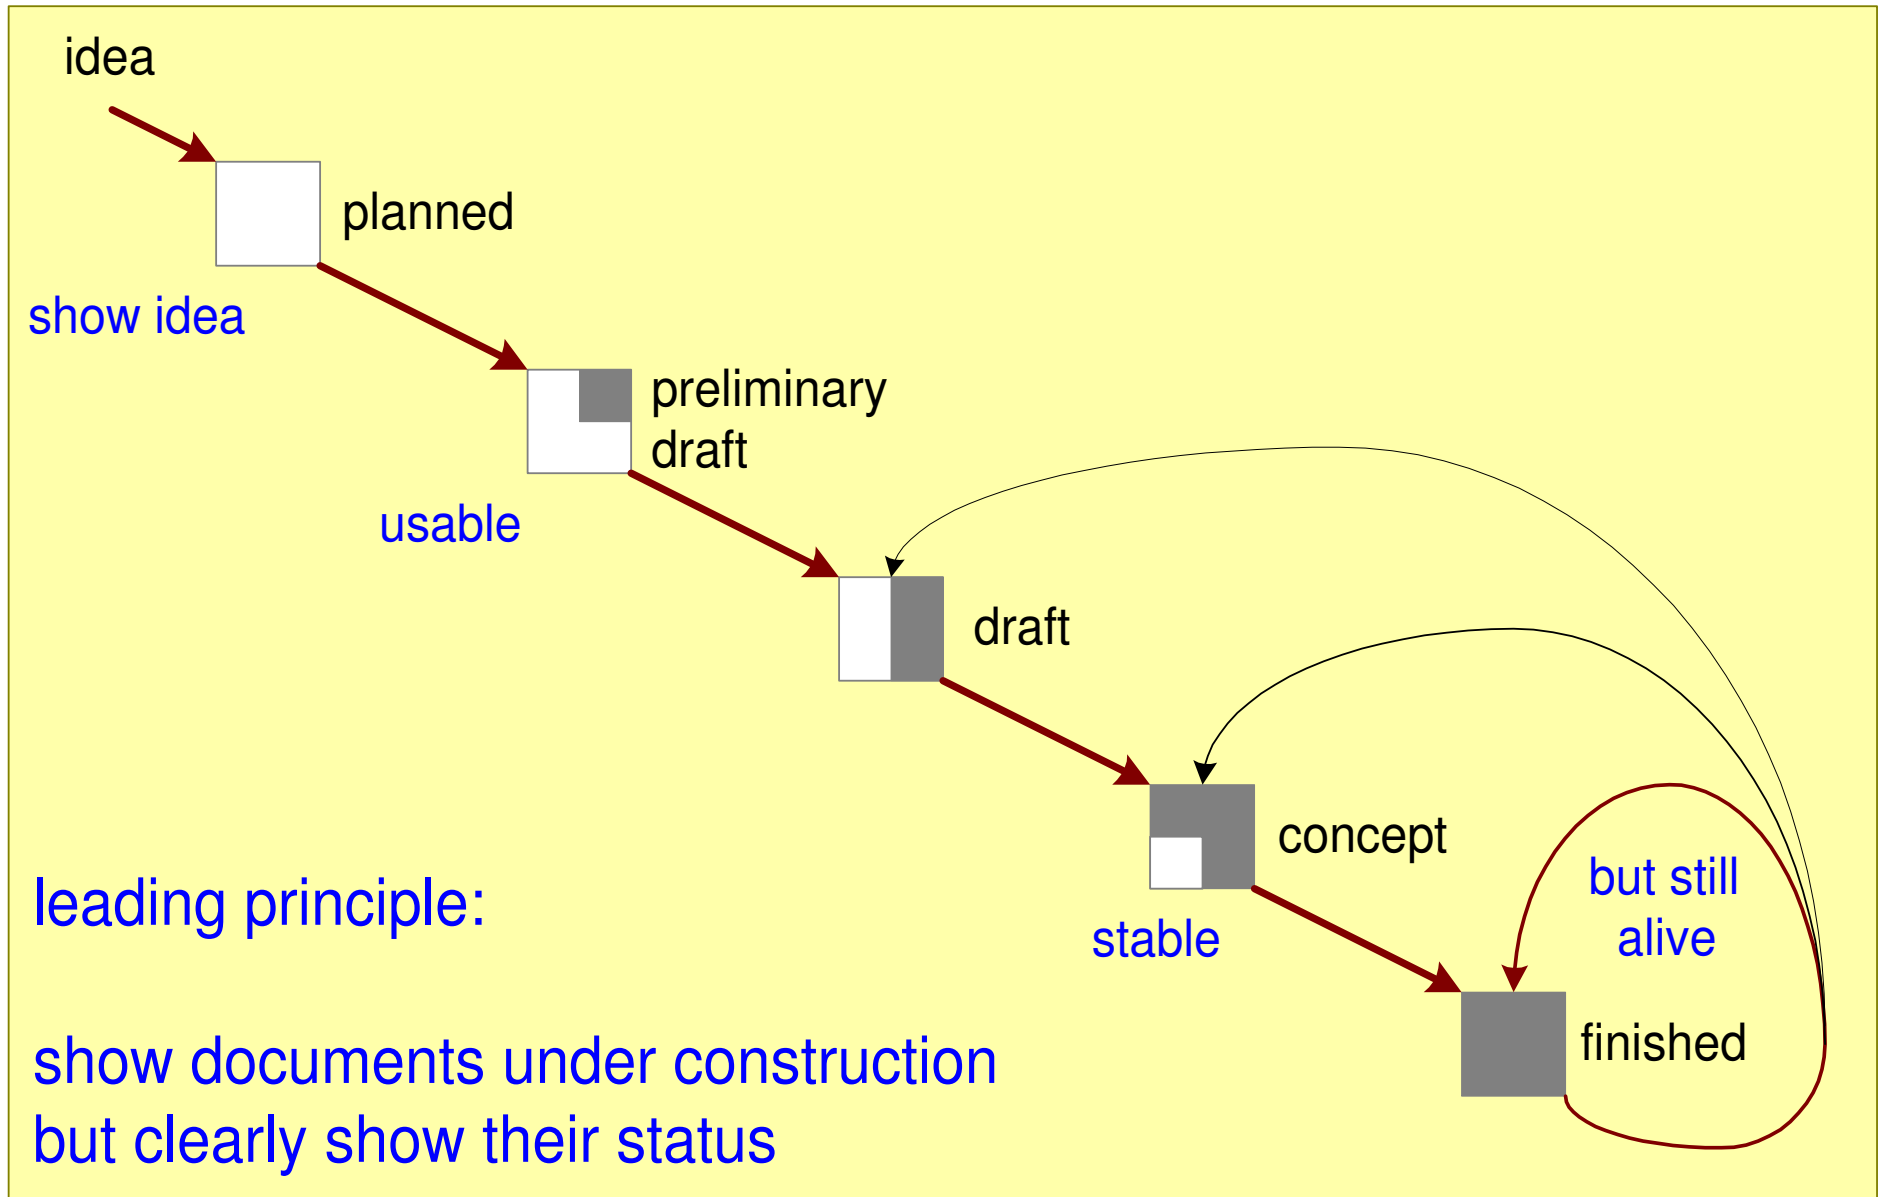 idea
planned
show idea
preliminary
draft
usable
draft
concept
stable
but still
alive
finished
leading principle:
show documents under construction
but clearly show their status